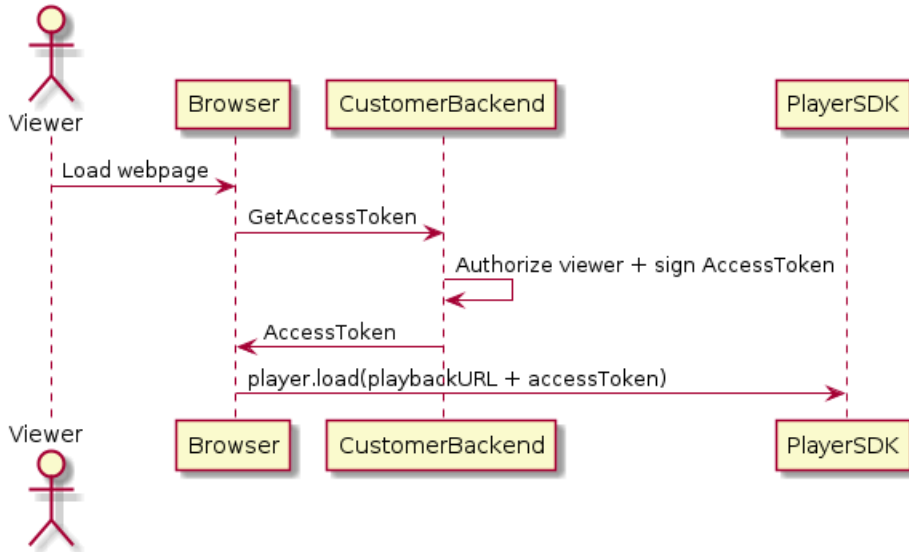 Viewer
Browser
CustomerBackend
PlayerSDK
Load webpage
GetAccessToken
Authorize viewer + sign AccessToken
AccessToken
player.load(playbackURL + accessToken)
Viewer
Browser
CustomerBackend
PlayerSDK